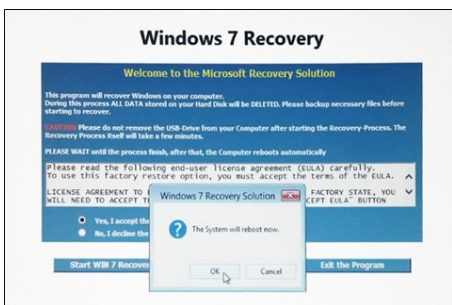 Windows 7 Recovery
Welcome to the Microsoft Recovery Solution
This program will recover Windows on your computer.
During this process ALL DATA stored on your Hard Disk will be DELETED. Please backup necessary files before
starting to recover.
CAUTION: Please do not remove the USB-Drive from your Computer after starting the Recovery-Process. The
Recovery Process itself will take a few minutes.
PLEASE WAIT until the process finish, after that, the Computer reboots automatically
Please read the following end-user license agreement (EULA) carefully.
To use this factory restore option, you must accept the terms of the EULA.
LICENSE AGREEMENT TO
FACTORY STATE, YOU
WILL NEED TO ACCEPT
EULA" BUTTON
Windows 7 Recovery Solution
Yes, I accept the
No, I decline the
The System will reboot now.
OK
Cancel
Start WIN 7 Recover
Exit the Program